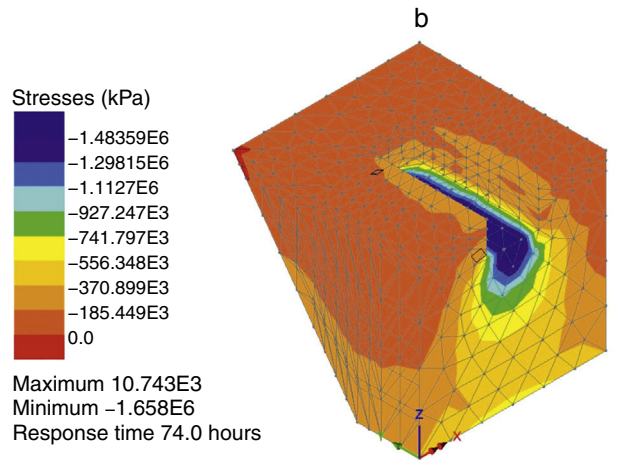 b
Stresses (kPa)
−1.48359E6
−1.29815E6
−1.1127E6
−927.247E3
−741.797E3
−556.348E3
−370.899E3
−185.449E3
0.0
Maximum 10.743E3
Minimum −1.658E6
Response time 74.0 hours
Z
X